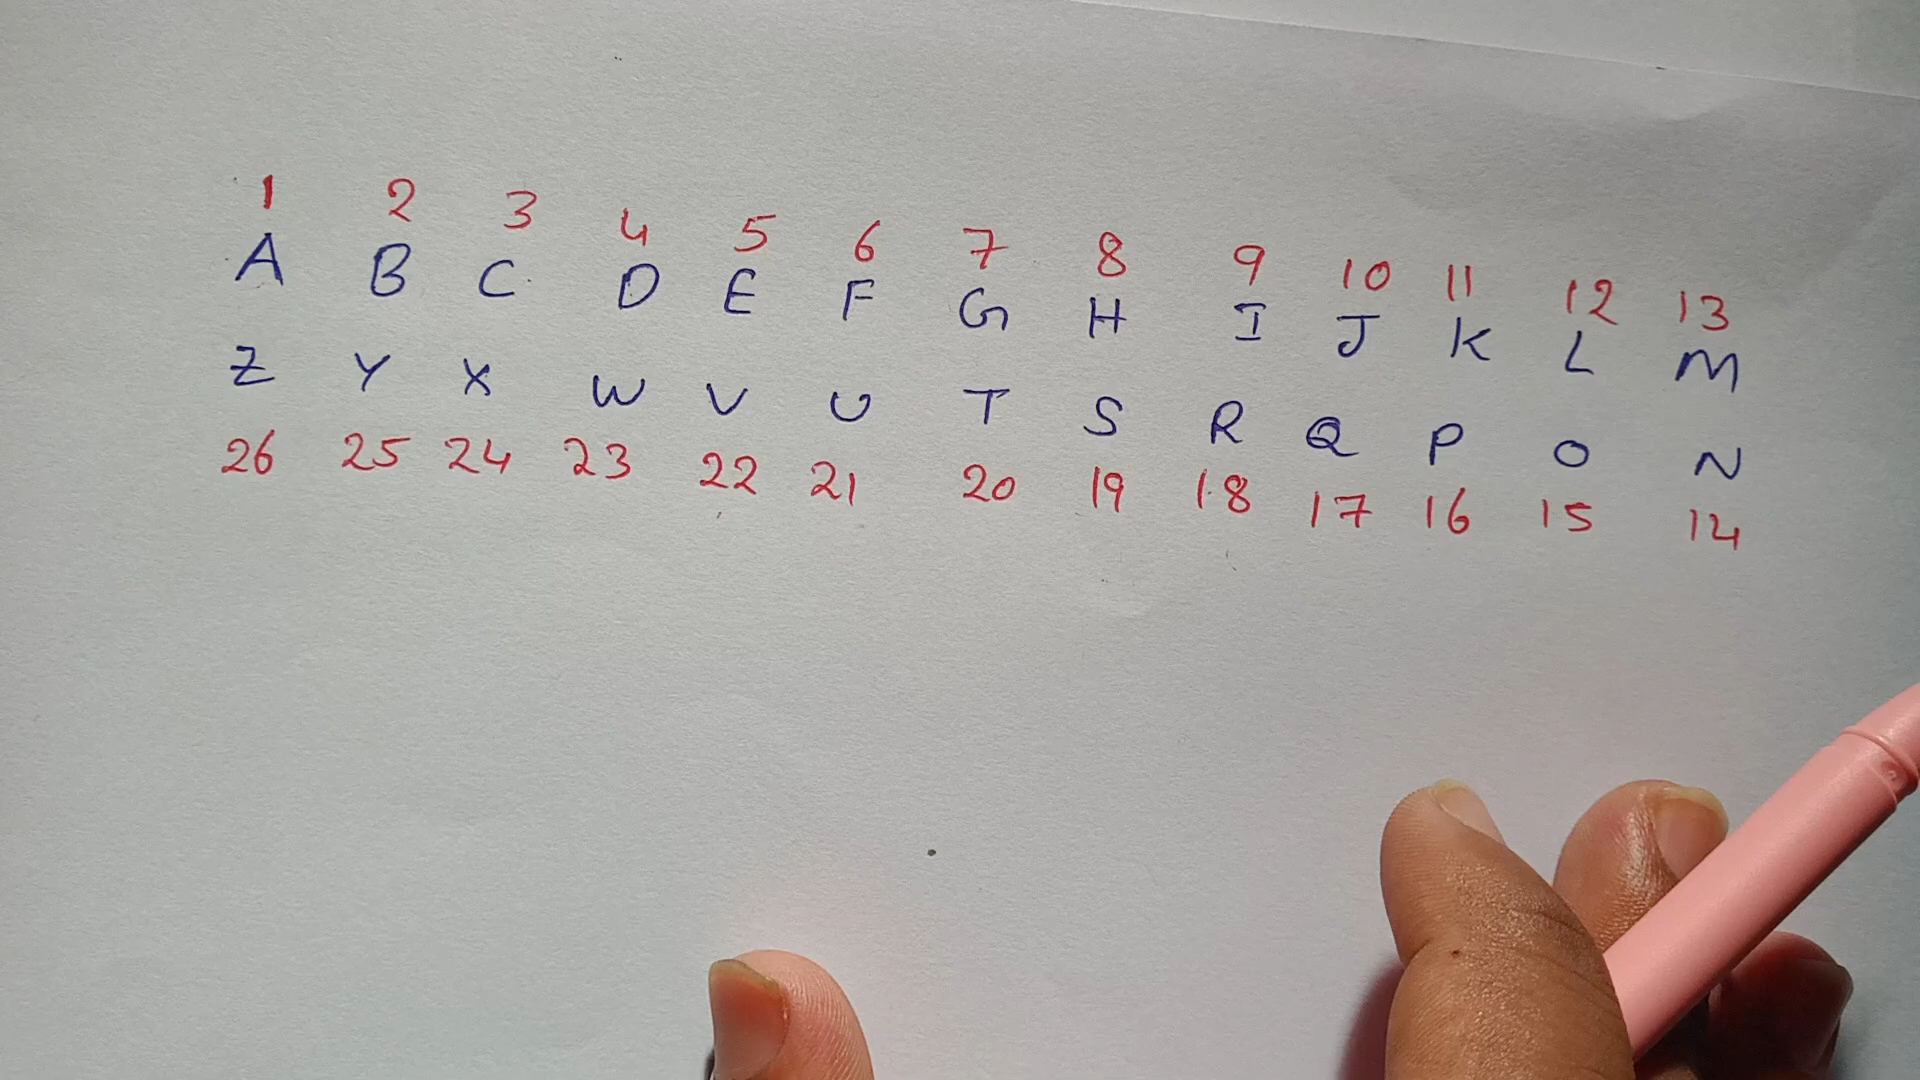 1 2 3 4 5 6 7 8 9 10 11 12 13
A B C D E F G H I J K L M
Z Y X W V U T S R Q P O N
26 25 24 23 22 21 20 19 18 17 16 15 14